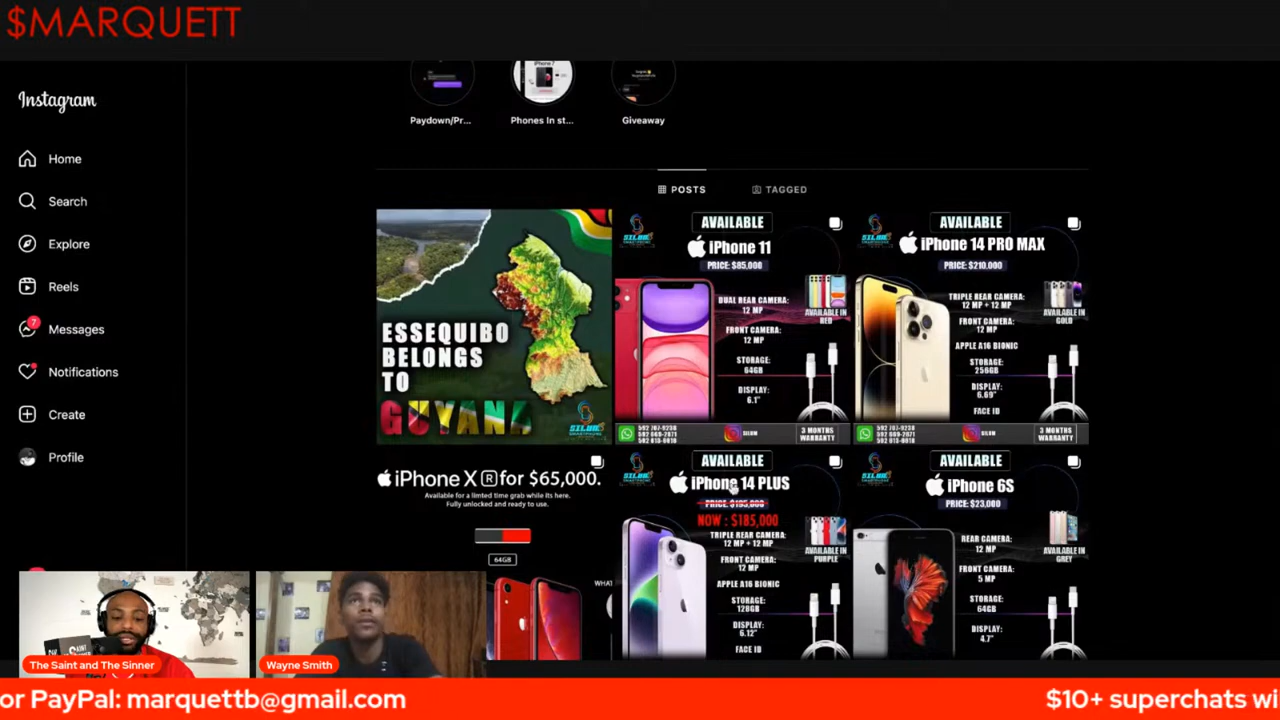 $MARQUETT
Instagram
Home
Search
Explore
Reels
7
Messages
Notifications
Create
Profile
Paydown/Pr...
Phones In st...
Giveaway
POSTS
TAGGED
ESSEQUIBO
BELONGS
TO
GUYANA
AVAILABLE
iPhone 11
PRICE: $85,000
DUAL REAR CAMERA:
12 MP
FRONT CAMERA:
12 MP
STORAGE:
64GB
DISPLAY:
6.1"
AVAILABLE IN
RED
3 MONTHS
WARRANTY
AVAILABLE
iPhone 14 PRO MAX
PRICE: $210,000
TRIPLE REAR CAMERA:
12 MP + 12 MP
FRONT CAMERA:
12 MP
APPLE A16 BIONIC
STORAGE:
256GB
DISPLAY:
6.69"
FACE ID
AVAILABLE IN
GOLD
3 MONTHS
WARRANTY
iPhone X R for $65,000.
Available for a limted time grab while its here.
Fully unlocked and ready to use.
64GB
AVAILABLE
iPhone 14 PLUS
PRICE: $195,000
NOW : $185,000
TRIPLE REAR CAMERA:
12 MP + 12 MP
FRONT CAMERA:
12 MP
APPLE A16 BIONIC
STORAGE:
128GB
DISPLAY:
6.12"
FACE ID
AVAILABLE IN
PURPLE
AVAILABLE
iPhone 6S
PRICE: $23,000
REAR CAMERA:
12 MP
FRONT CAMERA:
5 MP
STORAGE:
64GB
DISPLAY:
4.7"
AVAILABLE IN
GREY
The Saint and The Sinner
Wayne Smith
or PayPal: marquettb@gmail.com
$10+ superchats wi